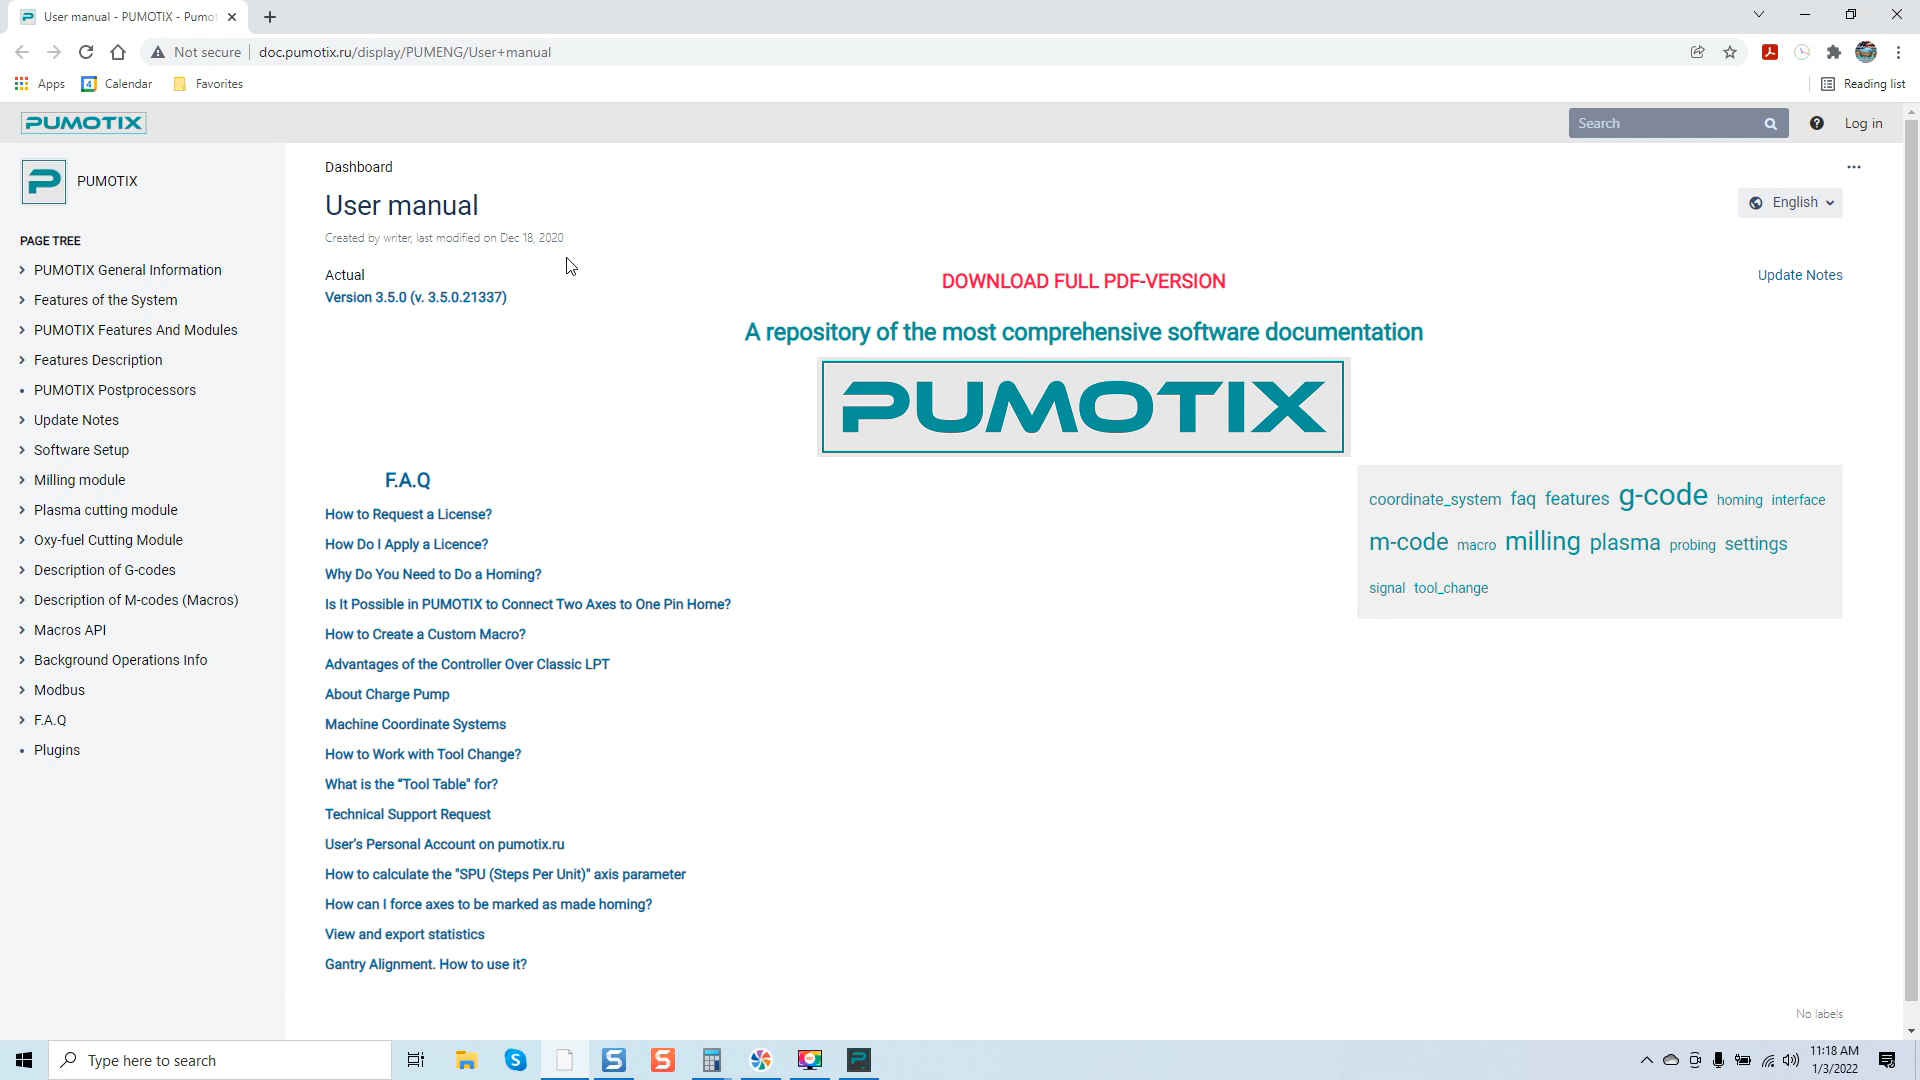 User manual - PUMOTIX - Pumot
Not secure
doc.pumotix.ru/display/PUMENG/User+manual
Apps
4
Calendar
Favorites
Reading list
PUMOTIX
Search
Log in
PUMOTIX
PAGE TREE
PUMOTIX General Information
Features of the System
PUMOTIX Features And Modules
Features Description
PUMOTIX Postprocessors
Update Notes
Software Setup
Milling module
Plasma cutting module
Oxy-fuel Cutting Module
Description of G-codes
Description of M-codes (Macros)
Macros API
Background Operations Info
Modbus
F.A.Q
Plugins
Dashboard
User manual
English
Created by writer, last modified on Dec 18, 2020
Actual
Version 3.5.0 (v. 3.5.0.21337)
DOWNLOAD FULL PDF-VERSION
Update Notes
A repository of the most comprehensive software documentation
PUMOTIX
F.A.Q
How to Request a License?
How Do I Apply a Licence?
Why Do You Need to Do a Homing?
Is It Possible in PUMOTIX to Connect Two Axes to One Pin Home?
How to Create a Custom Macro?
Advantages of the Controller Over Classic LPT
About Charge Pump
Machine Coordinate Systems
How to Work with Tool Change?
What is the “Tool Table" for?
Technical Support Request
User’s Personal Account on pumotix.ru
How to calculate the "SPU (Steps Per Unit)" axis parameter
How can I force axes to be marked as made homing?
View and export statistics
Gantry Alignment. How to use it?
coordinate_system faq features g-code homing interface
m-code macro milling plasma probing settings
signal tool_change
No labels
Type here to search
11:18 AM
1/3/2022